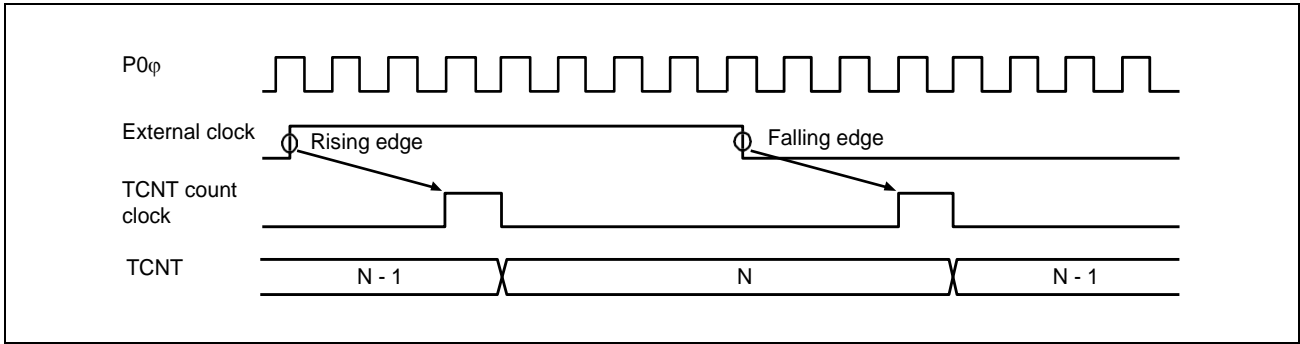 P0φ
External clock
Rising edge
Falling edge
TCNT count
clock
TCNT
N - 1
N
N - 1